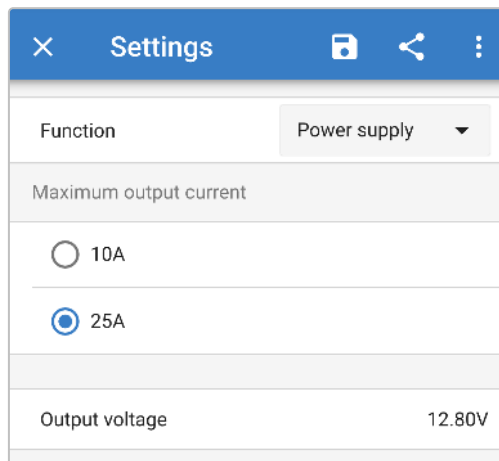 Settings
Function Power supply
Maximum output current
10A
25A
Output voltage 12.80V